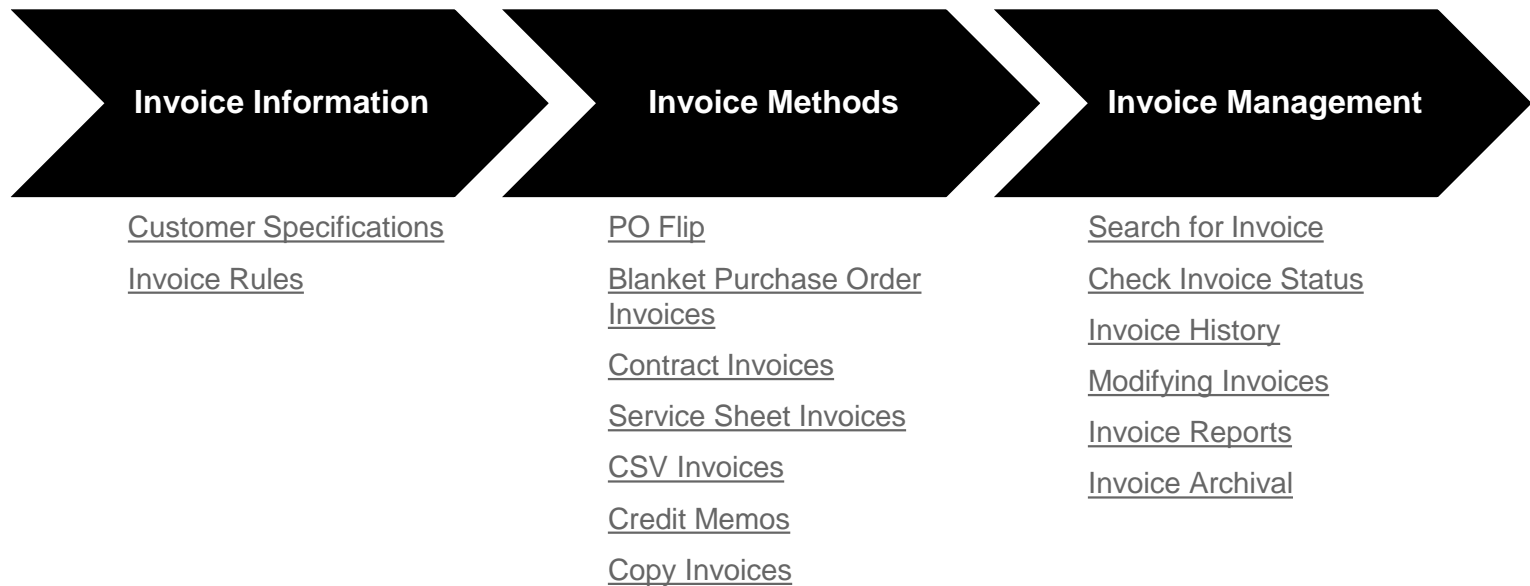 Invoice Information
Invoice Methods
Invoice Management
Customer Specifications
Invoice Rules
PO Flip
Blanket Purchase Order
Invoices
Contract Invoices
Service Sheet Invoices
CSV Invoices
Credit Memos
Copy Invoices
Search for Invoice
Check Invoice Status
Invoice History
Modifying Invoices
Invoice Reports
Invoice Archival